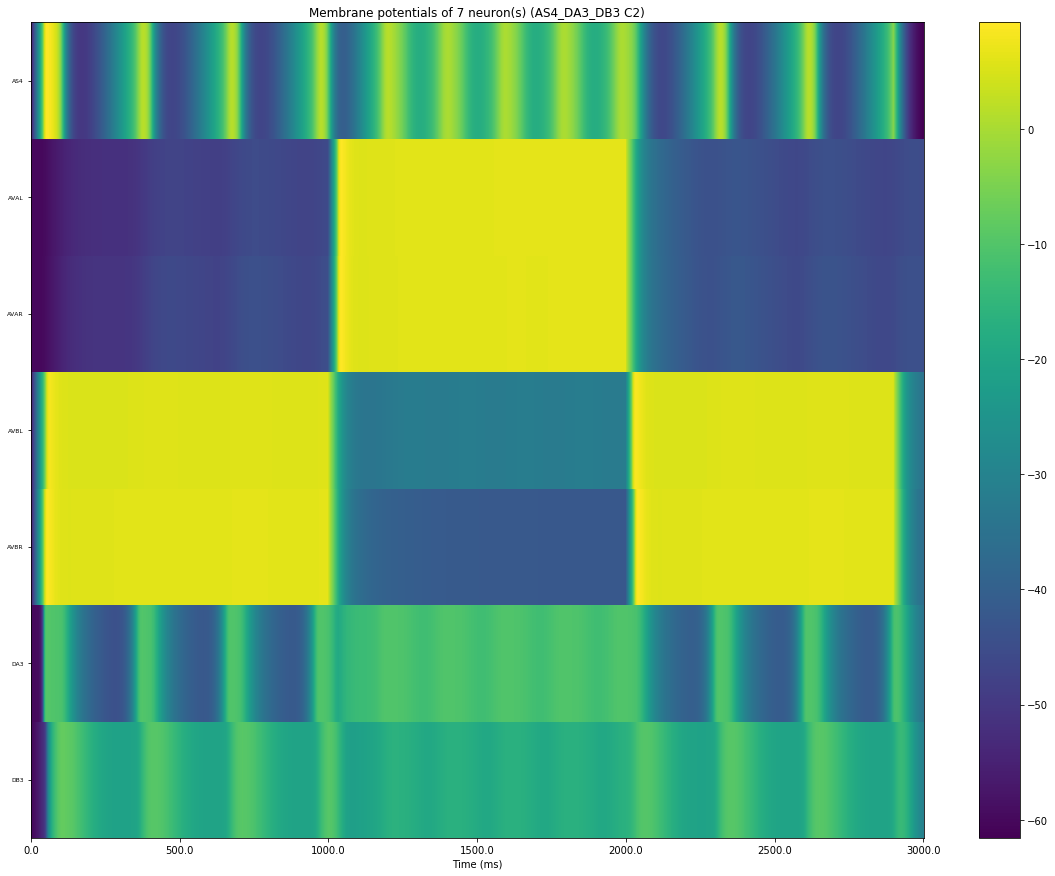 Membrane potentials of 7 neuron(s) (AS4_DA3_DB3 C2)
AS4
AVAL
AVAR
AVBL
AVBR
DA3
DB3
0.0 500.0 1000.0 1500.0 2000.0 2500.0 3000.0
Time (ms)
0
−10
−20
−30
−40
−50
−60